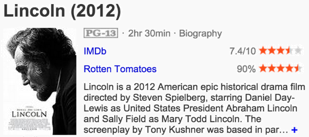 Lincoln (2012)
PG-13 · 2hr 30min · Biography
IMDb 7.4/10
Rotten Tomatoes 90%
Lincoln is a 2012 American epic historical drama film
directed by Steven Spielberg, starring Daniel Day-
Lewis as United States President Abraham Lincoln
and Sally Field as Mary Todd Lincoln. The
screenplay by Tony Kushner was based in par… +